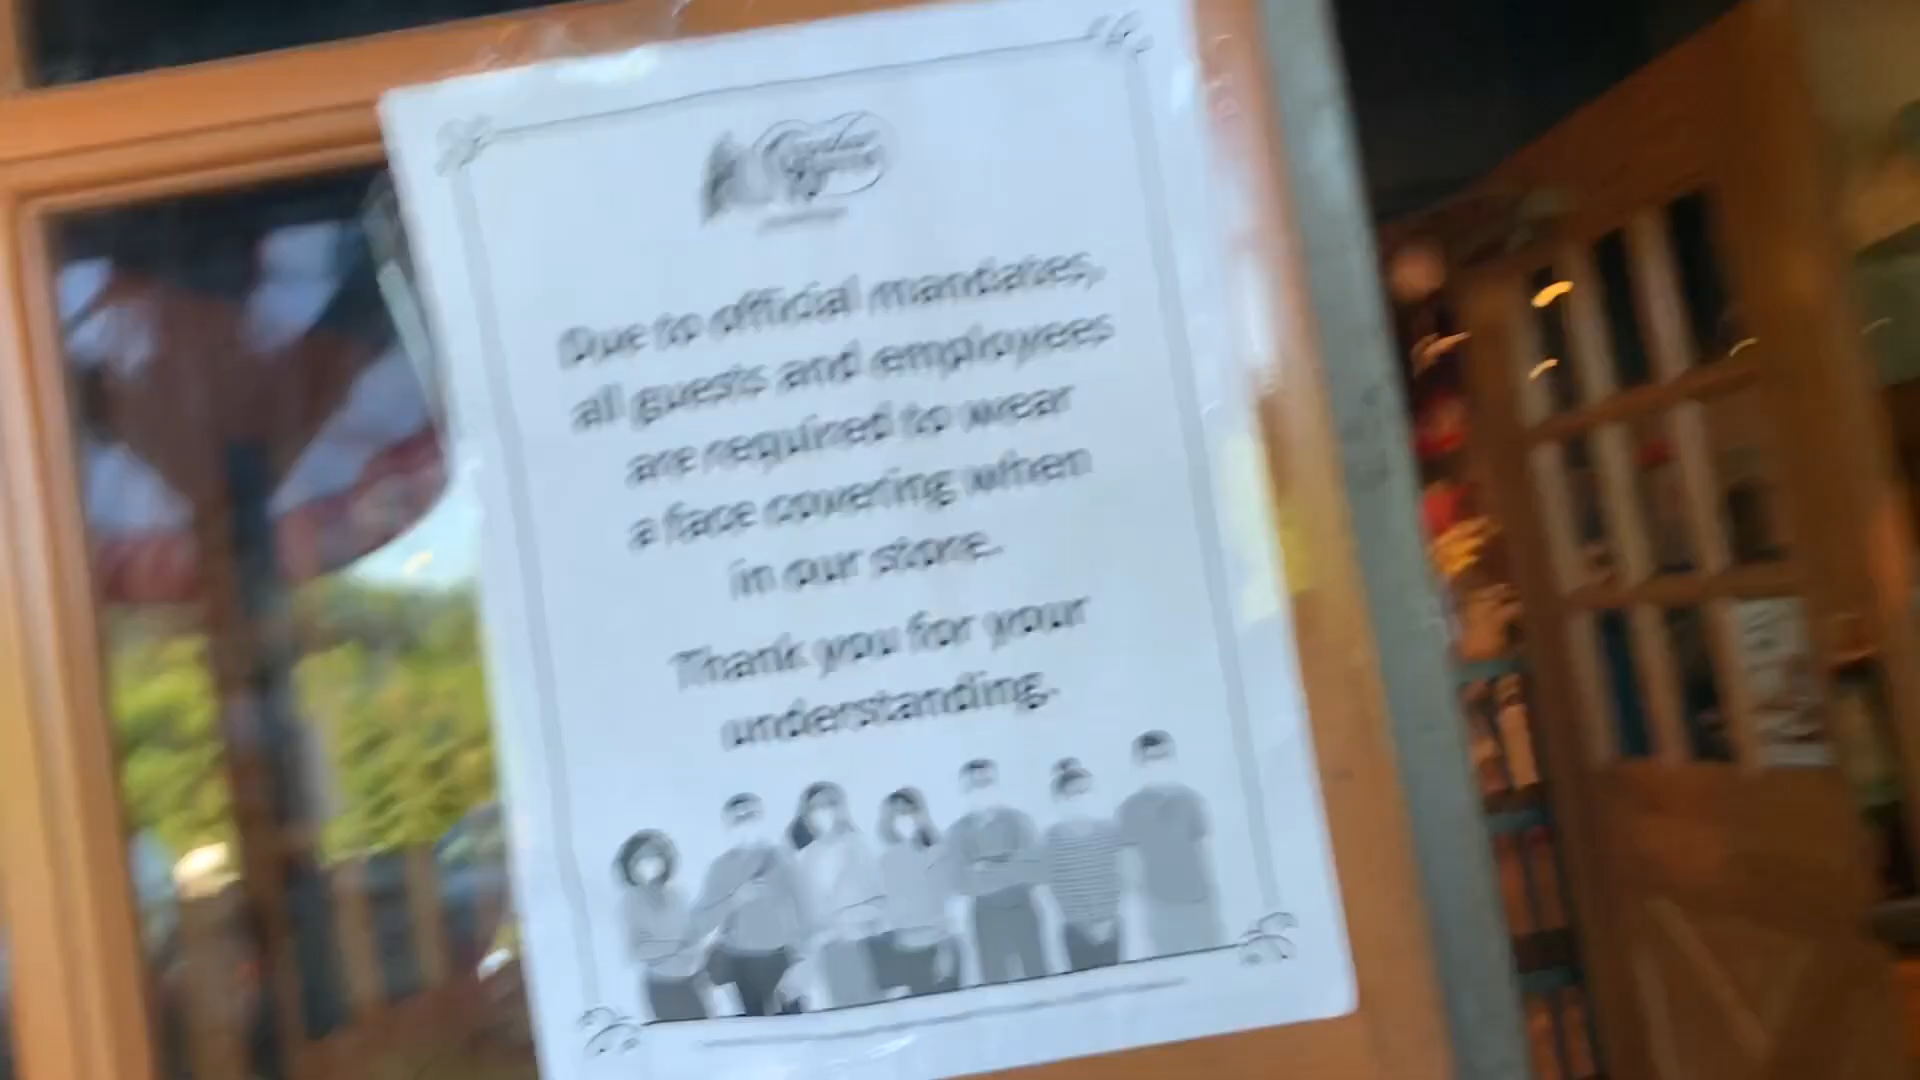 Due to official mandates,
all guests and employees
are required to wear
a face covering when
in our store.
Thank you for your
understanding.